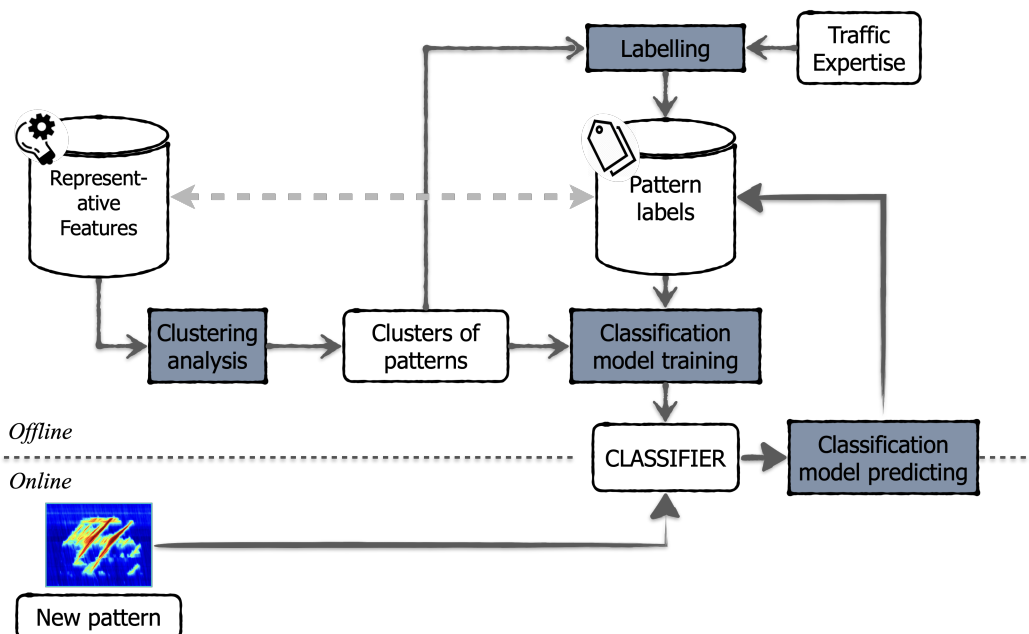 Labelling
Traffic
Expertise
Represent-
ative
Features
Pattern
labels
Clustering
analysis
Clusters of
patterns
Classification
model training
Offline
CLASSIFIER
Classification
model predicting
Online
New pattern